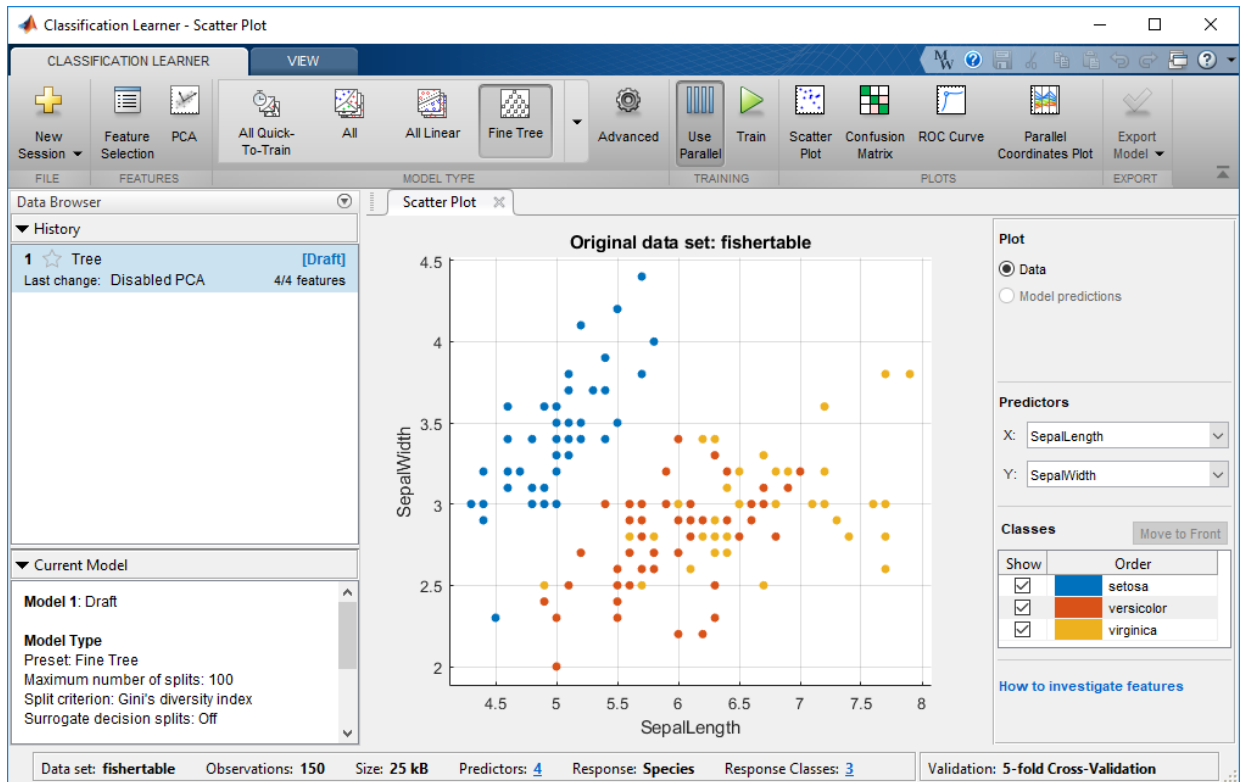 Classification Learner - Scatter Plot
CLASSIFICATION LEARNER VIEW
New Session
Feature Selection
PCA
All Quick-To-Train
All
All Linear
Fine Tree
Advanced
Use Parallel
Train
Scatter Plot
Confusion Matrix
ROC Curve
Parallel Coordinates Plot
Export Model
FILE FEATURES MODEL TYPE TRAINING PLOTS EXPORT
Data Browser
History
1 Tree [Draft]
Last change: Disabled PCA 4/4 features
Current Model
Model 1: Draft
Model Type
Preset: Fine Tree
Maximum number of splits: 100
Split criterion: Gini's diversity index
Surrogate decision splits: Off
Scatter Plot
Original data set: fishertable
4.5
4
3.5
3
2.5
2
SepalWidth
4.5 5 5.5 6 6.5 7 7.5 8
SepalLength
Plot
Data
Model predictions
Predictors
X: SepalLength
Y: SepalWidth
Classes Move to Front
Show Order
setosa
versicolor
virginica
How to investigate features
Data set: fishertable Observations: 150 Size: 25 kB Predictors: 4 Response: Species Response Classes: 3 Validation: 5-fold Cross-Validation